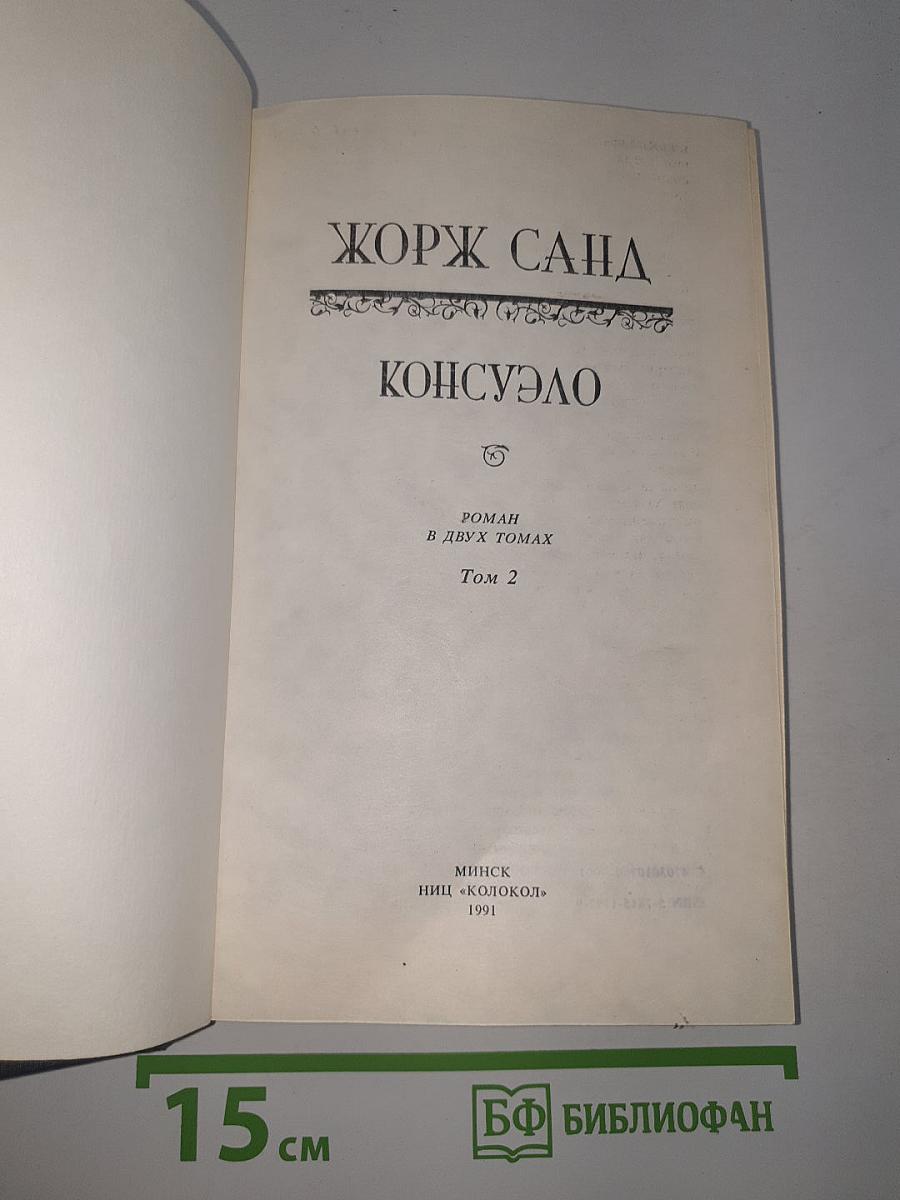 ЖОРЖ САНД
КОНСУЭЛО
РОМАН
В ДВУХ ТОМАХ
Том 2
МИНСК
НИЦ «КОЛОКОЛ»
1991
15 см
БФ БИБЛИОФАН